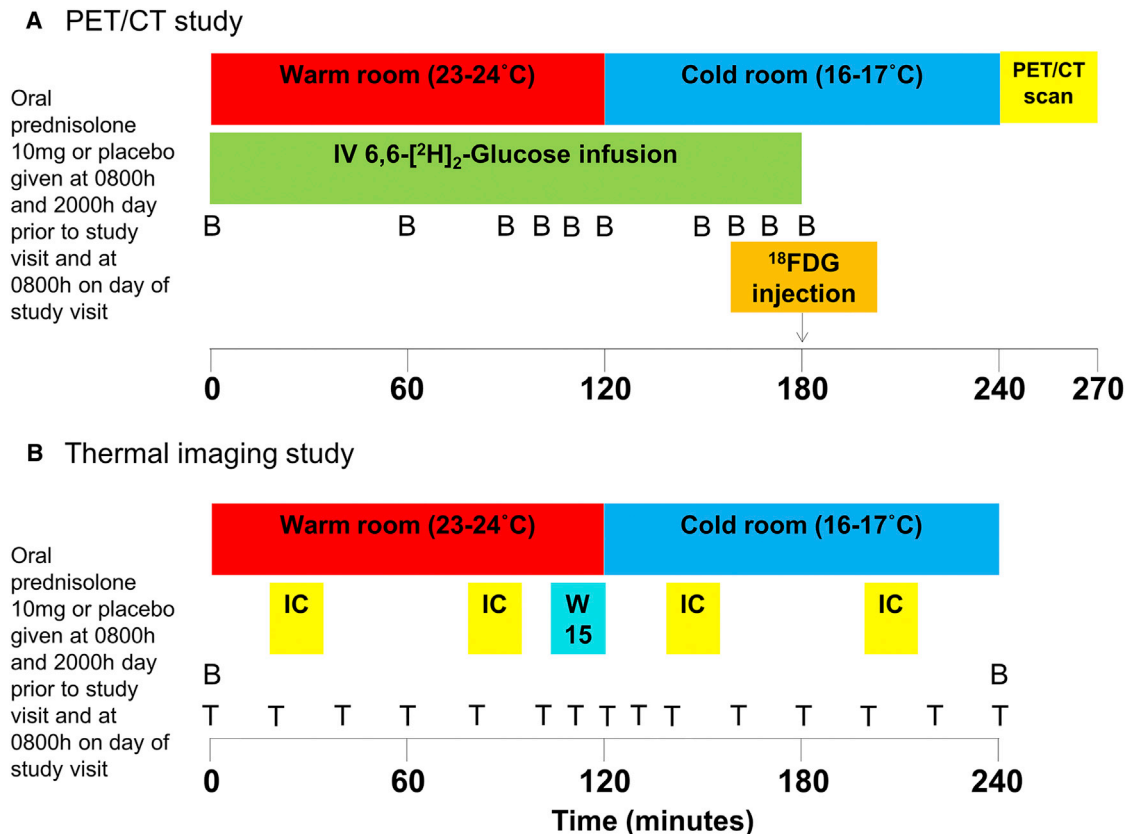 A PET/CT study
Warm room (23-24˚C)
Cold room (16-17˚C)
PET/CT
scan
Oral
prednisolone
10mg or placebo
given at 0800h
and 2000h day
prior to study
visit and at
0800h on day of
study visit
IV 6,6-[²H]₂-Glucose infusion
B B B B B B B B B B
¹⁸FDG
injection
0 60 120 180 240 270
B Thermal imaging study
Warm room (23-24˚C)
Cold room (16-17˚C)
Oral
prednisolone
10mg or placebo
given at 0800h
and 2000h day
prior to study
visit and at
0800h on day of
study visit
IC IC W IC IC
15
B B
T T T T T T T T T T T T T T T
0 60 120 180 240
Time (minutes)